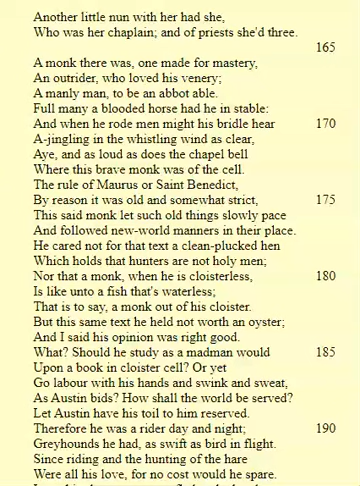 Another little nun with her had she,
Who was her chaplain; and of priests she'd three.
165
A monk there was, one made for mastery,
An outrider, who loved his venery;
A manly man, to be an abbot able.
Full many a blooded horse had he in stable:
And when he rode men might his bridle hear 170
A-jingling in the whistling wind as clear,
Aye, and as loud as does the chapel bell
Where this brave monk was of the cell.
The rule of Maurus or Saint Benedict,
By reason it was old and somewhat strict, 175
This said monk let such old things slowly pace
And followed new-world manners in their place.
He cared not for that text a clean-plucked hen
Which holds that hunters are not holy men;
Nor that a monk, when he is cloisterless, 180
Is like unto a fish that's waterless;
That is to say, a monk out of his cloister.
But this same text he held not worth an oyster;
And I said his opinion was right good.
What? Should he study as a madman would 185
Upon a book in cloister cell? Or yet
Go labour with his hands and swink and sweat,
As Austin bids? How shall the world be served?
Let Austin have his toil to him reserved.
Therefore he was a rider day and night; 190
Greyhounds he had, as swift as bird in flight.
Since riding and the hunting of the hare
Were all his love, for no cost would he spare.